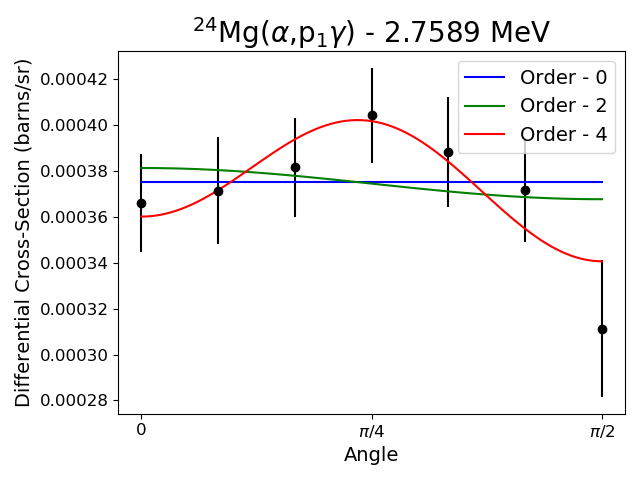 ²⁴Mg(α,p₁γ) - 2.7589 MeV
Differential Cross-Section (barns/sr)
0.00042
0.00040
0.00038
0.00036
0.00034
0.00032
0.00030
0.00028
Order - 0
Order - 2
Order - 4
0 π/4 π/2
Angle